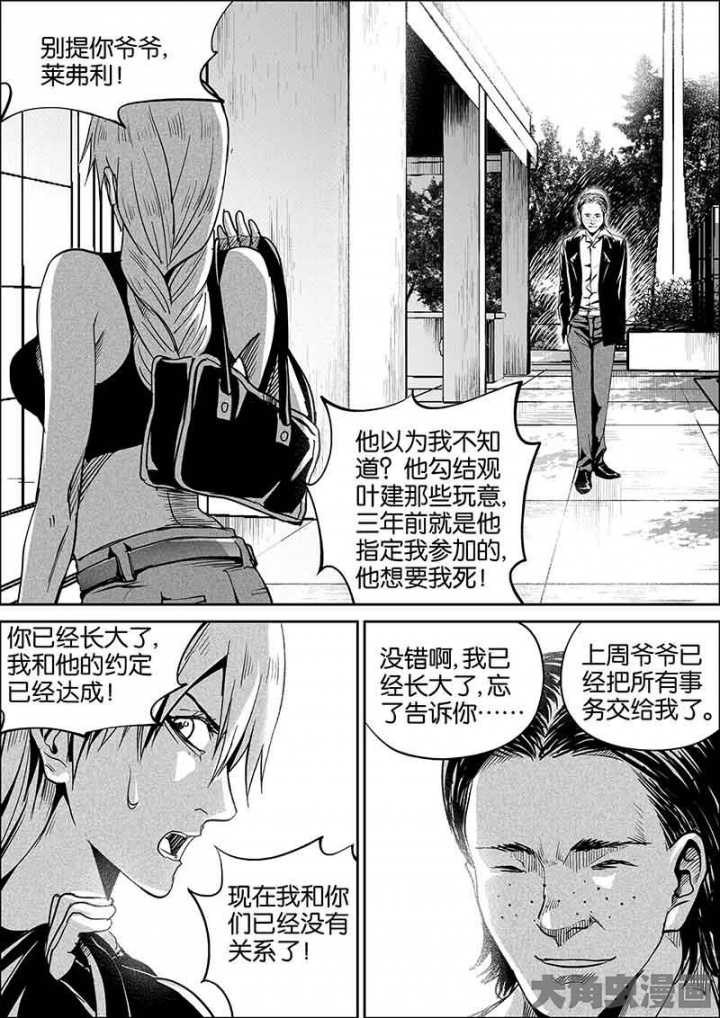 别提你爷爷,
莱弗利!
他以为我不知
道?他勾结观
叶建那些玩意,
三年前就是他
指定我参加的,
他想要我死!
你已经长大了,
我和他的约定
已经达成!
现在我和你
们已经没有
关系了!
没错啊,我已
经长大了,忘
了告诉你……
上周爷爷已
经把所有事
务交给我了。
大角虫漫画